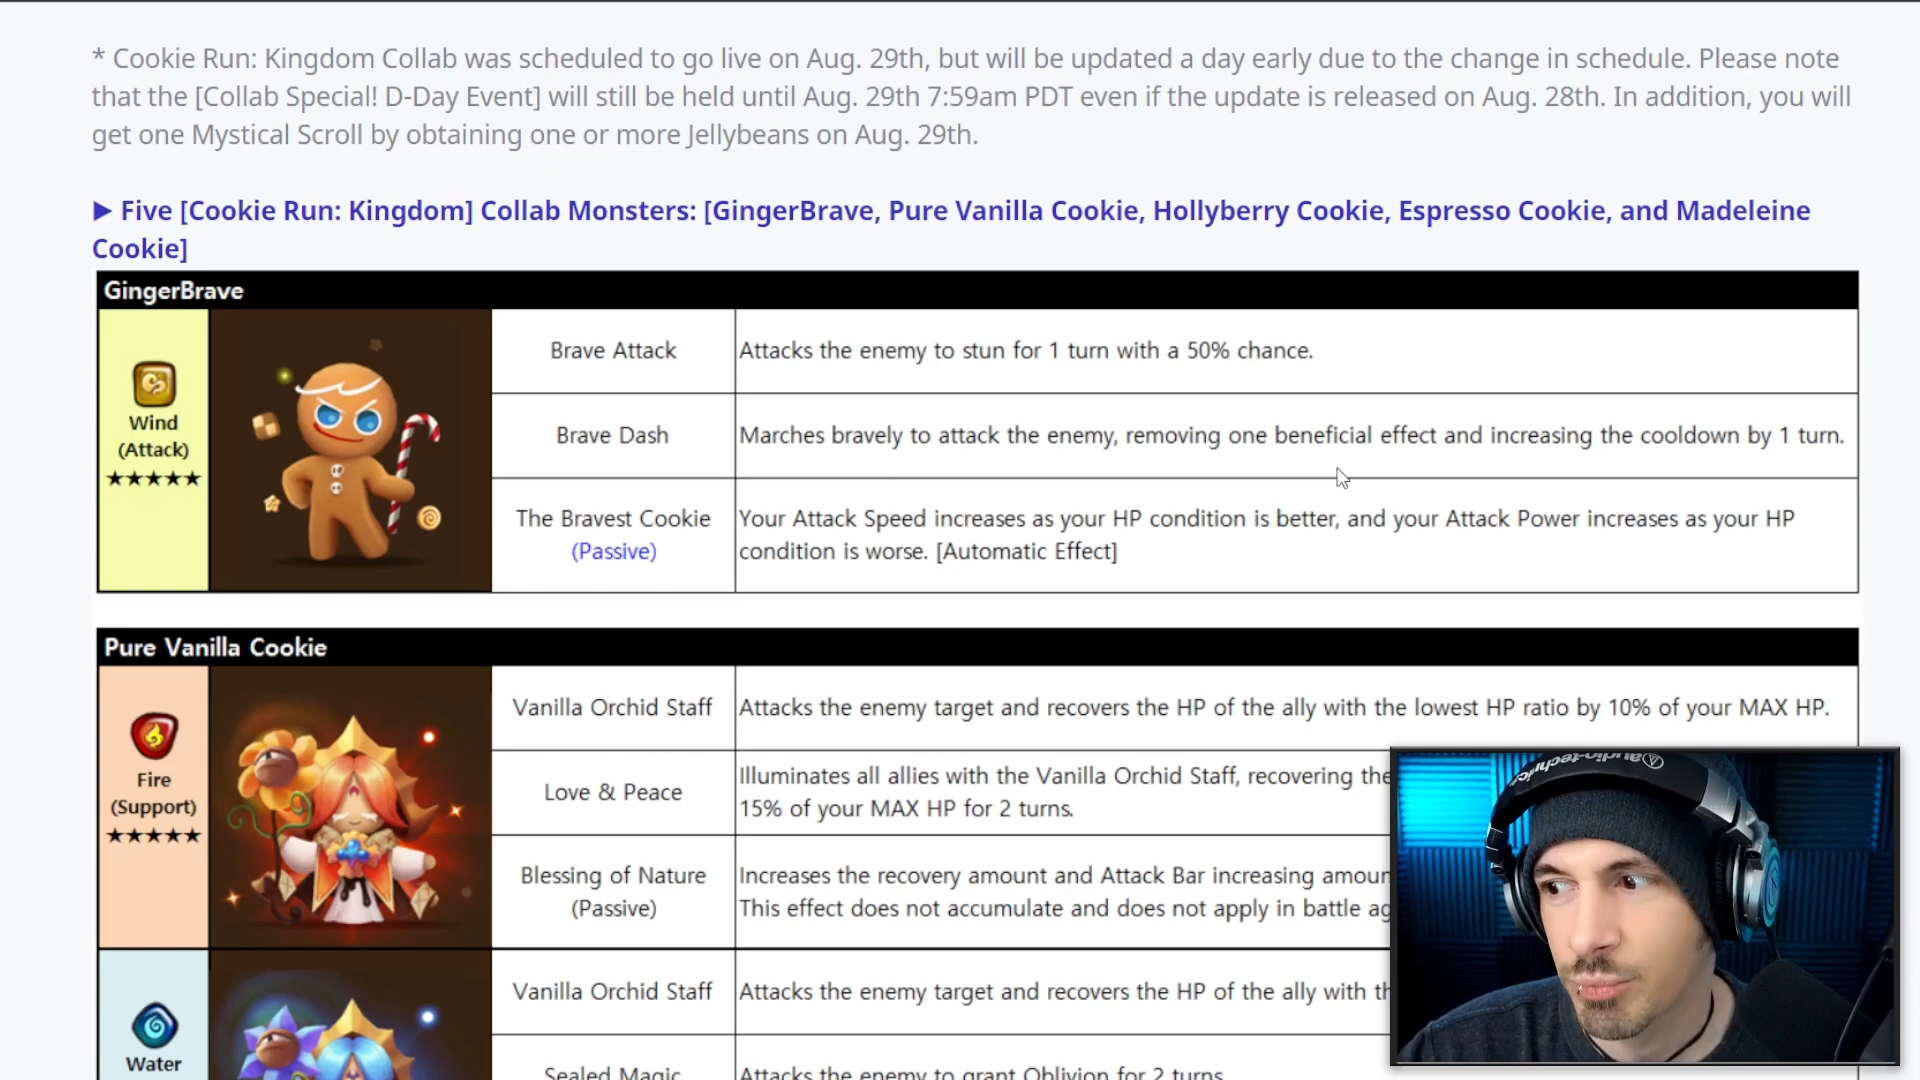 * Cookie Run: Kingdom Collab was scheduled to go live on Aug. 29th, but will be updated a day early due to the change in schedule. Please note
that the [Collab Special! D-Day Event] will still be held until Aug. 29th 7:59am PDT even if the update is released on Aug. 28th. In addition, you will
get one Mystical Scroll by obtaining one or more Jellybeans on Aug. 29th.
▶ Five [Cookie Run: Kingdom] Collab Monsters: [GingerBrave, Pure Vanilla Cookie, Hollyberry Cookie, Espresso Cookie, and Madeleine
Cookie]
GingerBrave
Wind
(Attack)
★★★★★
Brave Attack
Attacks the enemy to stun for 1 turn with a 50% chance.
Brave Dash
Marches bravely to attack the enemy, removing one beneficial effect and increasing the cooldown by 1 turn.
The Bravest Cookie
(Passive)
Your Attack Speed increases as your HP condition is better, and your Attack Power increases as your HP
condition is worse. [Automatic Effect]
Pure Vanilla Cookie
Fire
(Support)
★★★★★
Vanilla Orchid Staff
Attacks the enemy target and recovers the HP of the ally with the lowest HP ratio by 10% of your MAX HP.
Love & Peace
Illuminates all allies with the Vanilla Orchid Staff, recovering the
15% of your MAX HP for 2 turns.
Blessing of Nature
(Passive)
Increases the recovery amount and Attack Bar increasing amoun
This effect does not accumulate and does not apply in battle ag
Water
Vanilla Orchid Staff
Attacks the enemy target and recovers the HP of the ally with th
Sealed Magic
Attacks the enemy to grant Oblivion for 2 turns.
audio-technica